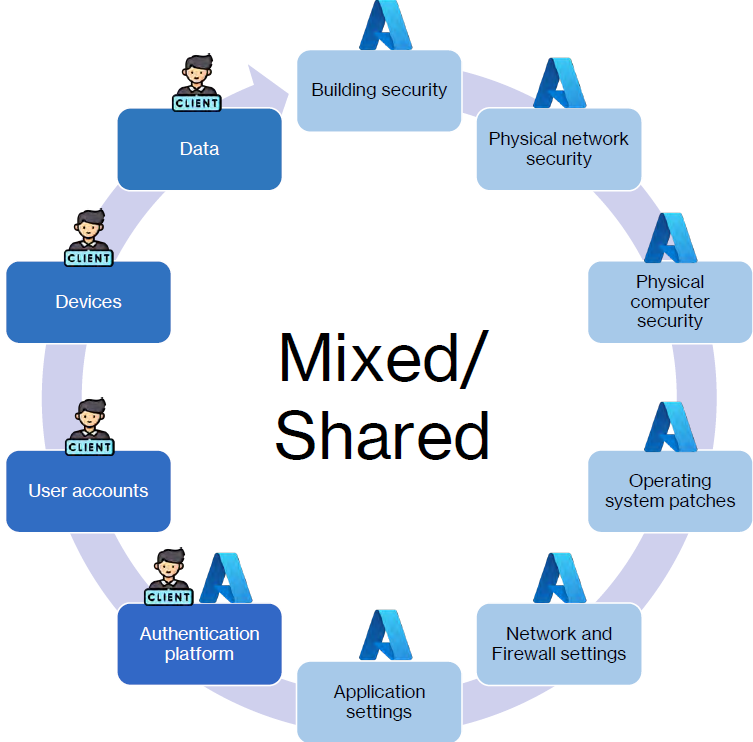 Building security
Physical network
security
Physical
computer
security
Operating
system patches
Network and
Firewall settings
Application
settings
CLIENT
Authentication
platform
CLIENT
User accounts
CLIENT
Devices
CLIENT
Data
Mixed/
Shared